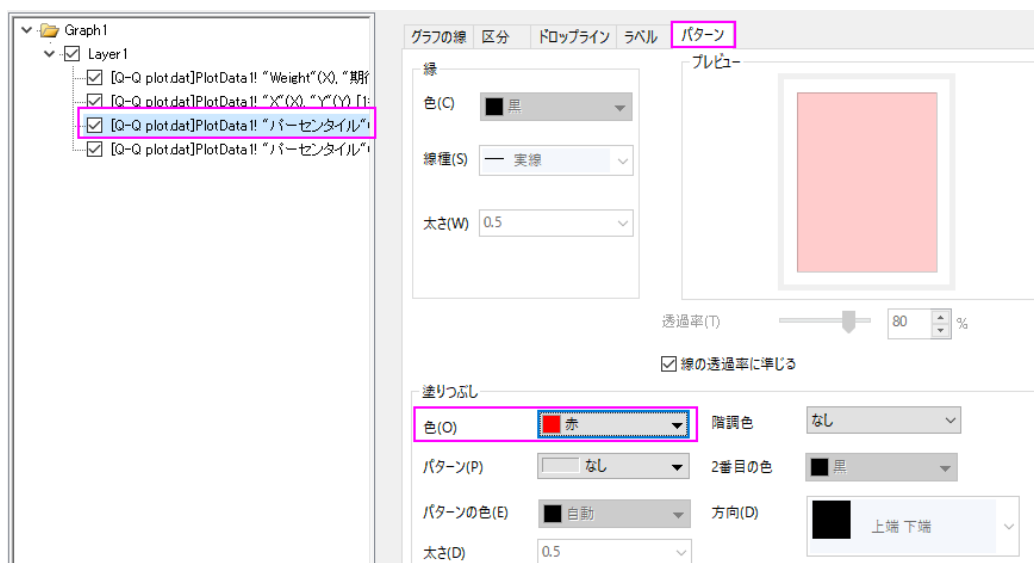 Graph1
Layer1
[Q-Q plot.dat]PlotData1! "Weight"(X), "期待
[Q-Q plot.dat]PlotData1! "X"(X), "Y"(Y) [1:
[Q-Q plot.dat]PlotData1! "パーセンタイル"(
[Q-Q plot.dat]PlotData1! "パーセンタイル"(
グラフの線 区分 ドロップライン ラベル パターン
縁
色(C) 黒
線種(S) 実線
太さ(W) 0.5
プレビュー
透過率(T) 80 %
線の透過率に準じる
塗りつぶし
色(O) 赤 階調色 なし
パターン(P) なし 2番目の色 黒
パターンの色(E) 自動 方向(D) 上端 下端
太さ(D) 0.5